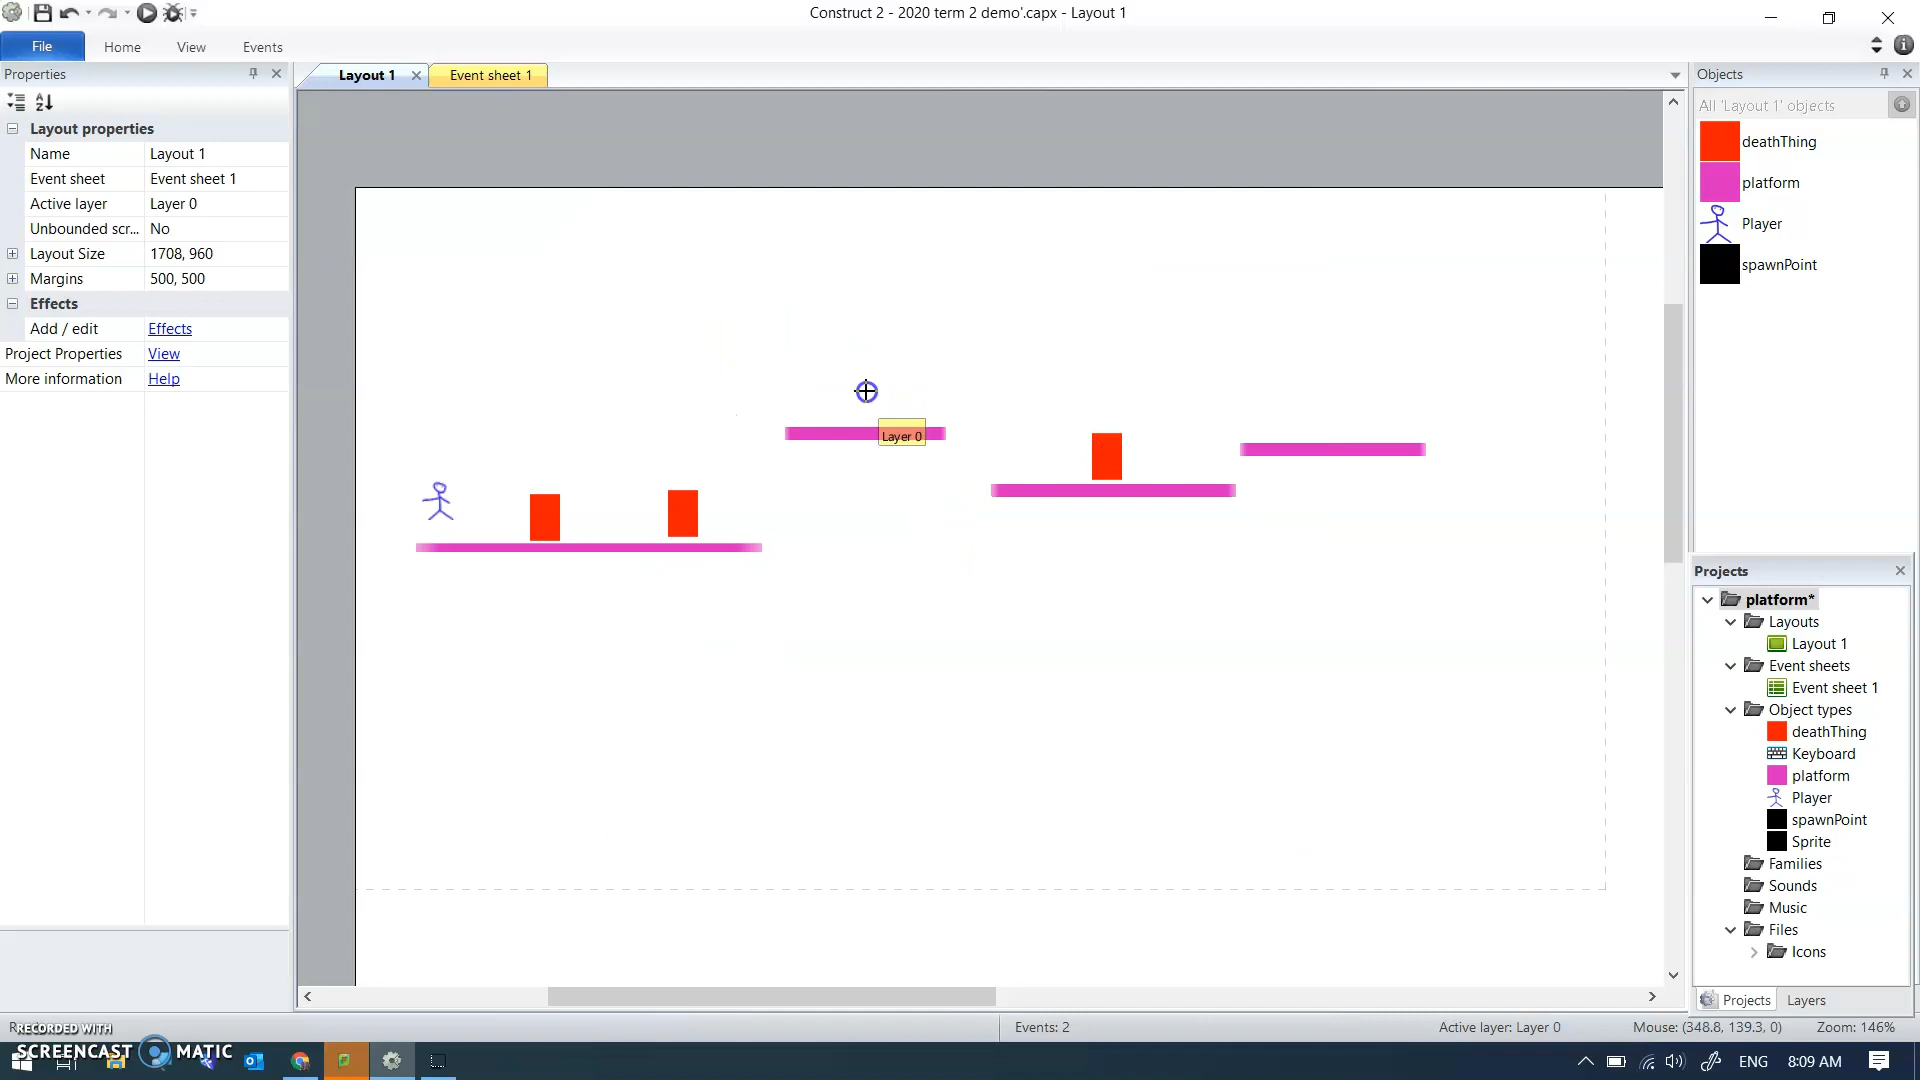 Construct 2 - 2020 term 2 demo'.capx - Layout 1
File
Home
View
Events
Properties
Layout 1
Event sheet 1
Objects
Layout properties
Name
Layout 1
Event sheet
Event sheet 1
Active layer
Layer 0
Unbounded scr...
No
Layout Size
1708, 960
Margins
500, 500
Effects
Add / edit
Effects
Project Properties
View
More information
Help
Layer 0
All 'Layout 1' objects
deathThing
platform
Player
spawnPoint
Projects
platform*
Layouts
Layout 1
Event sheets
Event sheet 1
Object types
deathThing
Keyboard
platform
Player
spawnPoint
Sprite
Families
Sounds
Music
Files
Icons
Projects
Layers
Events: 2
Active layer: Layer 0
Mouse: (348.8, 139.3, 0)
Zoom: 146%
RECORDED WITH
SCREENCAST MATIC
ENG
8:09 AM